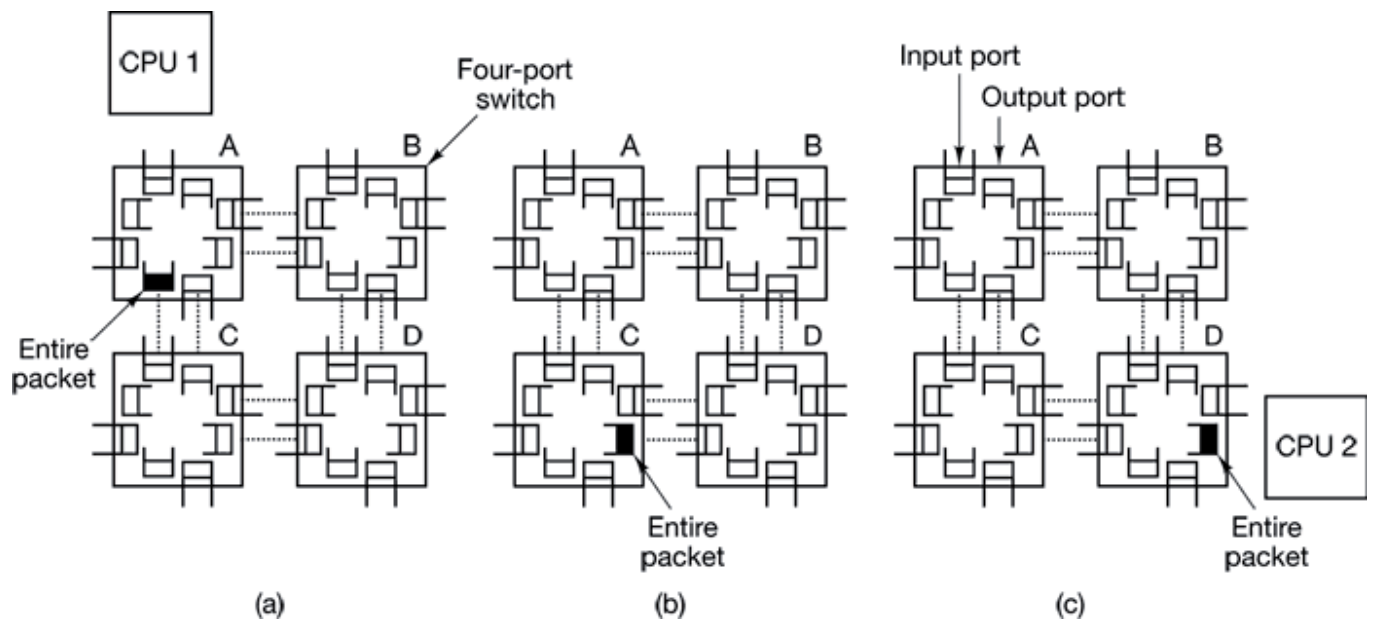 CPU 1
Four-port
switch
Input port
Output port
A
B
A
B
A
B
Entire
packet
C
D
C
D
C
D
CPU 2
Entire
packet
Entire
packet
(a)
(b)
(c)